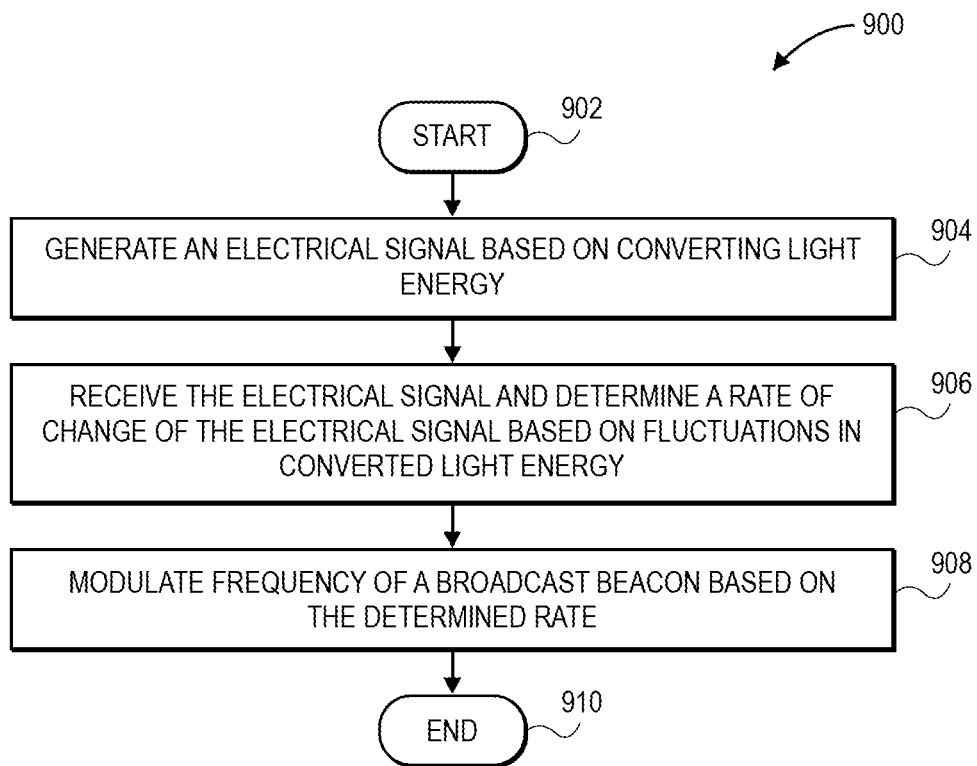 900
START
902
GENERATE AN ELECTRICAL SIGNAL BASED ON CONVERTING LIGHT
ENERGY
904
RECEIVE THE ELECTRICAL SIGNAL AND DETERMINE A RATE OF
CHANGE OF THE ELECTRICAL SIGNAL BASED ON FLUCTUATIONS IN
CONVERTED LIGHT ENERGY
906
MODULATE FREQUENCY OF A BROADCAST BEACON BASED ON
THE DETERMINED RATE
908
END
910